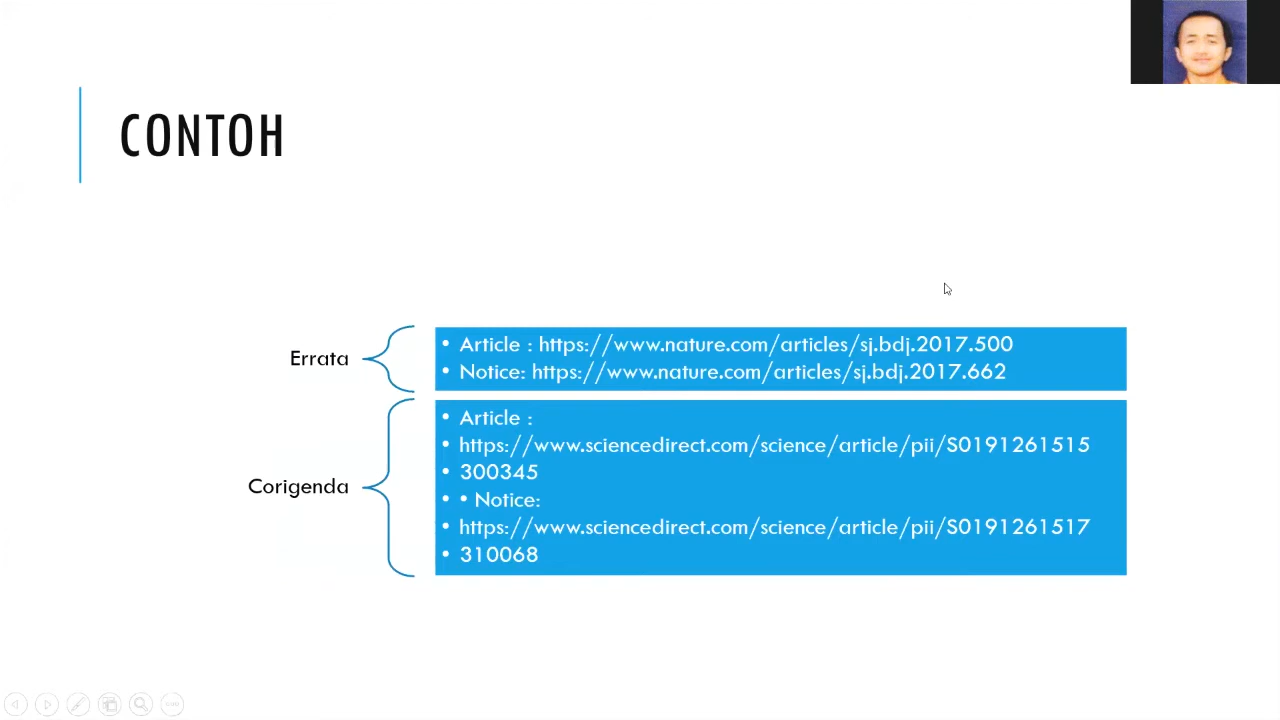 CONTOH
Errata
• Article : https://www.nature.com/articles/sj.bdj.2017.500
• Notice: https://www.nature.com/articles/sj.bdj.2017.662
Corigenda
• Article :
• https://www.sciencedirect.com/science/article/pii/S0191261515
• 300345
• • Notice:
• https://www.sciencedirect.com/science/article/pii/S0191261517
• 310068